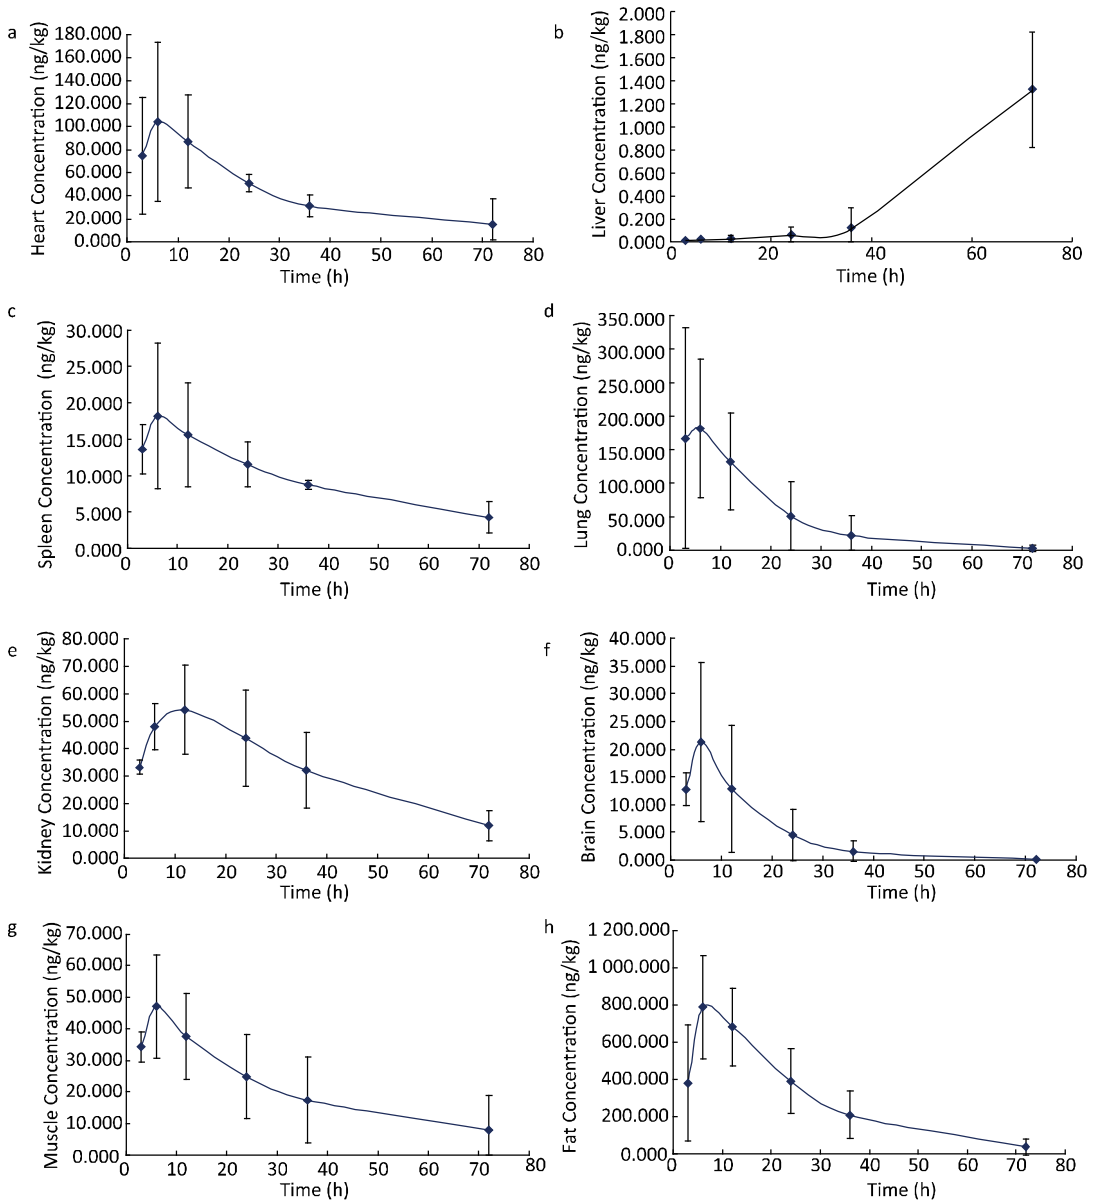 a
Heart Concentration (ng/kg)
180.000
160.000
140.000
120.000
100.000
80.000
60.000
40.000
20.000
0.000
0 10 20 30 40 50 60 70 80
Time (h)
b
Liver Concentration (ng/kg)
2.000
1.800
1.600
1.400
1.200
1.000
0.800
0.600
0.400
0.200
0.000
0 20 40 60 80
Time (h)
c
Spleen Concentration (ng/kg)
30.000
25.000
20.000
15.000
10.000
5.000
0.000
0 10 20 30 40 50 60 70 80
Time (h)
d
Lung Concentration (ng/kg)
350.000
300.000
250.000
200.000
150.000
100.000
50.000
0.000
0 10 20 30 40 50 60 70 80
Time (h)
e
Kidney Concentration (ng/kg)
80.000
70.000
60.000
50.000
40.000
30.000
20.000
10.000
0.000
0 10 20 30 40 50 60 70 80
Time (h)
f
Brain Concentration (ng/kg)
40.000
35.000
30.000
25.000
20.000
15.000
10.000
5.000
0.000
0 10 20 30 40 50 60 70 80
Time (h)
g
Muscle Concentration (ng/kg)
70.000
60.000
50.000
40.000
30.000
20.000
10.000
0.000
0 10 20 30 40 50 60 70 80
Time (h)
h
Fat Concentration (ng/kg)
1 200.000
1 000.000
800.000
600.000
400.000
200.000
0.000
0 10 20 30 40 50 60 70 80
Time (h)